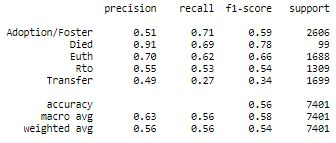 precision recall f1-score support
Adoption/Foster 0.51 0.71 0.59 2606
Died 0.91 0.69 0.78 99
Euth 0.70 0.62 0.66 1688
Rto 0.55 0.53 0.54 1309
Transfer 0.49 0.27 0.34 1699
accuracy 0.56 7401
macro avg 0.63 0.56 0.58 7401
weighted avg 0.56 0.56 0.54 7401